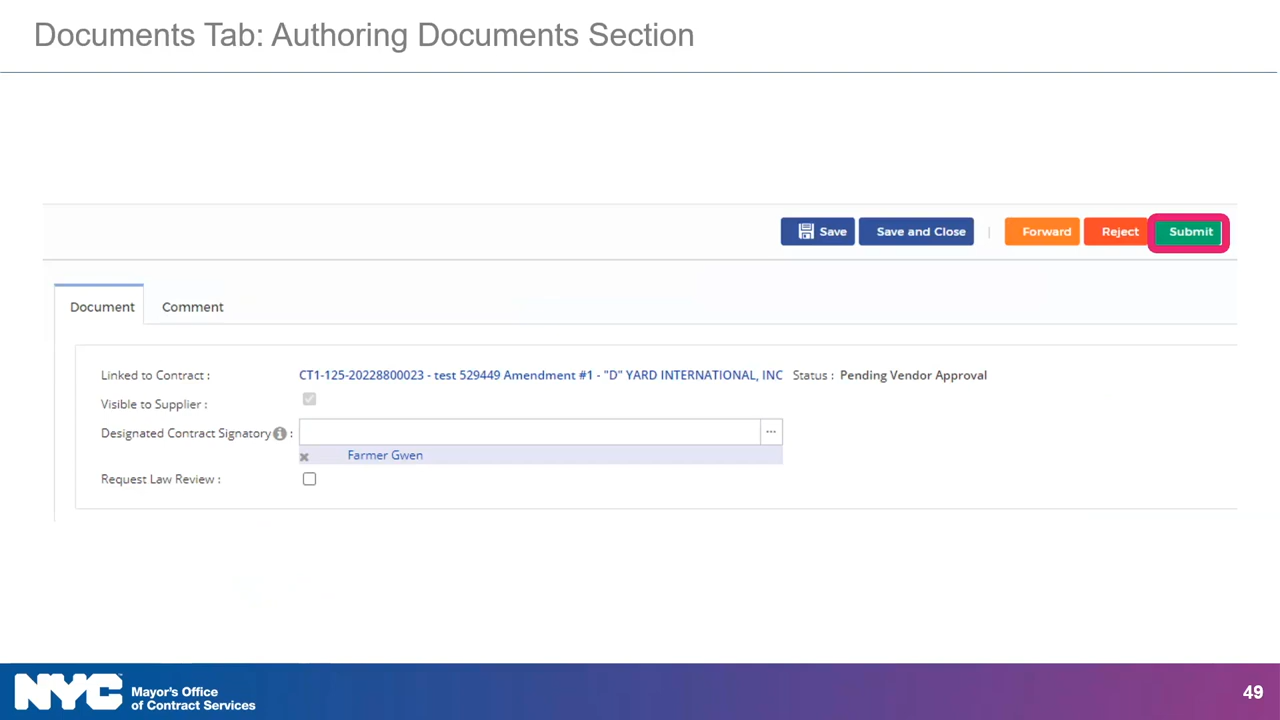 Documents Tab: Authoring Documents Section
Save
Save and Close
Forward
Reject
Submit
Document
Comment
Linked to Contract :
CT1-125-20228800023 - test 529449 Amendment #1 - "D" YARD INTERNATIONAL, INC
Status : Pending Vendor Approval
Visible to Supplier :
Designated Contract Signatory :
...
Farmer Gwen
Request Law Review :
NYC
Mayor's Office
of Contract Services
49